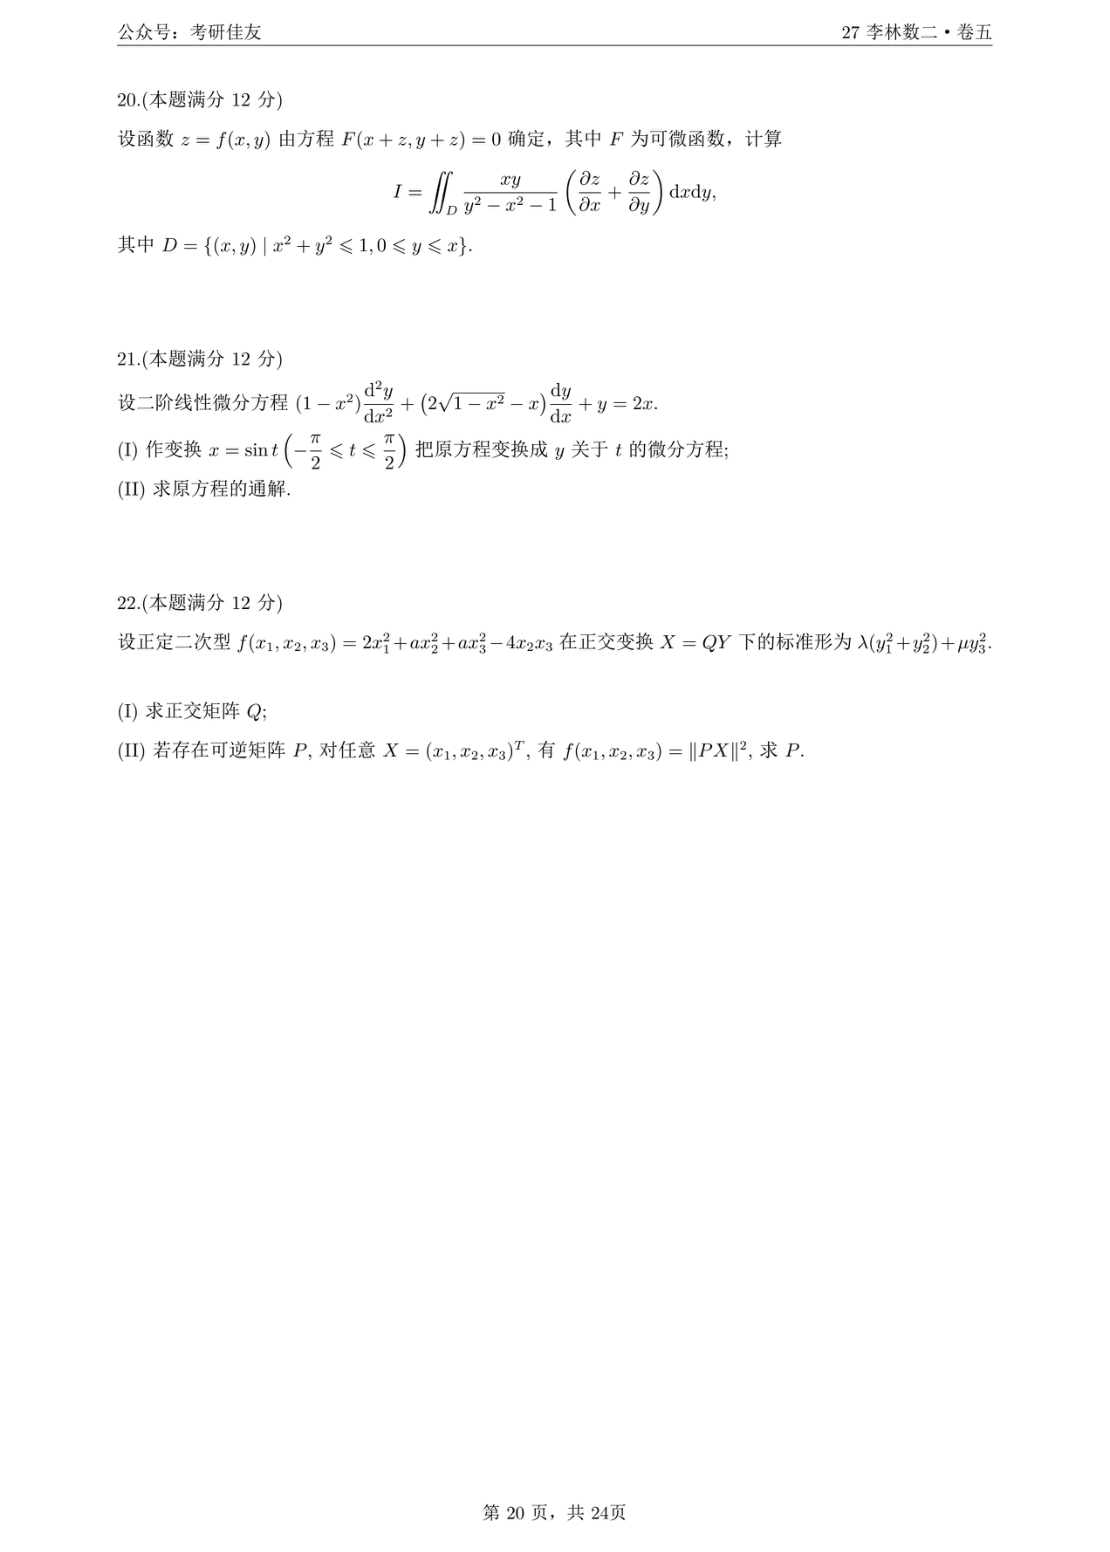 公众号：考研佳友 27 李林数二 • 卷五
20.(本题满分 12 分)
设函数 z = f(x, y) 由方程 F(x + z, y + z) = 0 确定，其中 F 为可微函数，计算
I = ∬_D xy/(y² − x² − 1) (∂z/∂x + ∂z/∂y) dxdy,
其中 D = {(x, y) | x² + y² ⩽ 1, 0 ⩽ y ⩽ x}.
21.(本题满分 12 分)
设二阶线性微分方程 (1 − x²) d²y/dx² + (2√(1 − x²) − x) dy/dx + y = 2x.
(I) 作变换 x = sin t (−π/2 ⩽ t ⩽ π/2) 把原方程变换成 y 关于 t 的微分方程;
(II) 求原方程的通解.
22.(本题满分 12 分)
设正定二次型 f(x₁, x₂, x₃) = 2x₁² + ax₂² + ax₃² − 4x₂x₃ 在正交变换 X = QY 下的标准形为 λ(y₁² + y₂²) + μy₃².
(I) 求正交矩阵 Q;
(II) 若存在可逆矩阵 P, 对任意 X = (x₁, x₂, x₃)ᵀ, 有 f(x₁, x₂, x₃) = ‖PX‖², 求 P.
第 20 页，共 24页